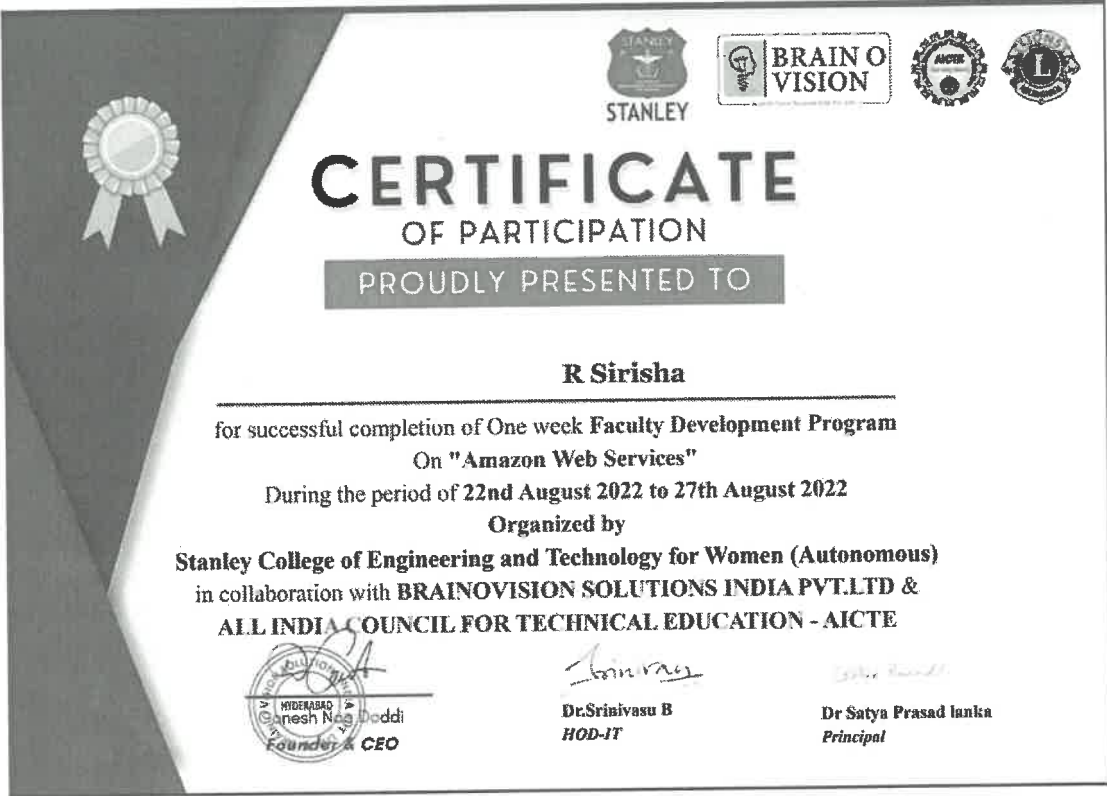 STANLEY
STANLEY
BRAIN O
VISION
AICTE
LIONS
L
CERTIFICATE
OF PARTICIPATION
PROUDLY PRESENTED TO
R Sirisha
for successful completion of One week Faculty Development Program
On "Amazon Web Services"
During the period of 22nd August 2022 to 27th August 2022
Organized by
Stanley College of Engineering and Technology for Women (Autonomous)
in collaboration with BRAINOVISION SOLUTIONS INDIA PVT.LTD &
ALL INDIA COUNCIL FOR TECHNICAL EDUCATION - AICTE
HYDERABAD
Ganesh Nag Doddi
Founder & CEO
Dr.Srinivasu B
HOD-IT
Dr Satya Prasad lanka
Principal